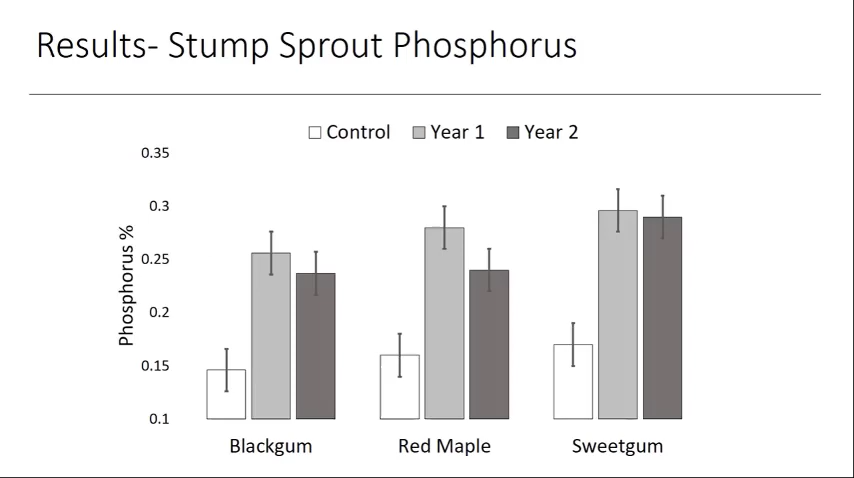 Results- Stump Sprout Phosphorus
Control Year 1 Year 2
0.35
0.3
0.25
0.2
0.15
0.1
Phosphorus %
Blackgum Red Maple Sweetgum